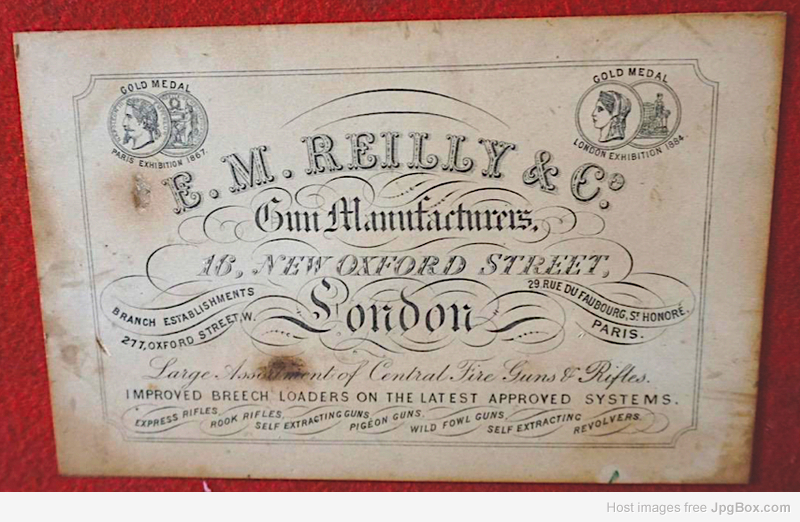 GOLD MEDAL
PARIS EXHIBITION 1867.
GOLD MEDAL
LONDON EXHIBITION 1884.
E. M. REILLY & Co.
Gun Manufacturers.
16, NEW OXFORD STREET,
London
BRANCH ESTABLISHMENTS
277, OXFORD STREET, W.
29 RUE DU FAUBOURG, St HONORÉ,
PARIS.
Large Assortment of Central Fire Guns & Rifles.
IMPROVED BREECH LOADERS ON THE LATEST APPROVED SYSTEMS.
EXPRESS RIFLES, ROOK RIFLES, SELF EXTRACTING GUNS, PIGEON GUNS, WILD FOWL GUNS, SELF EXTRACTING REVOLVERS.
Host images free JpgBox.com